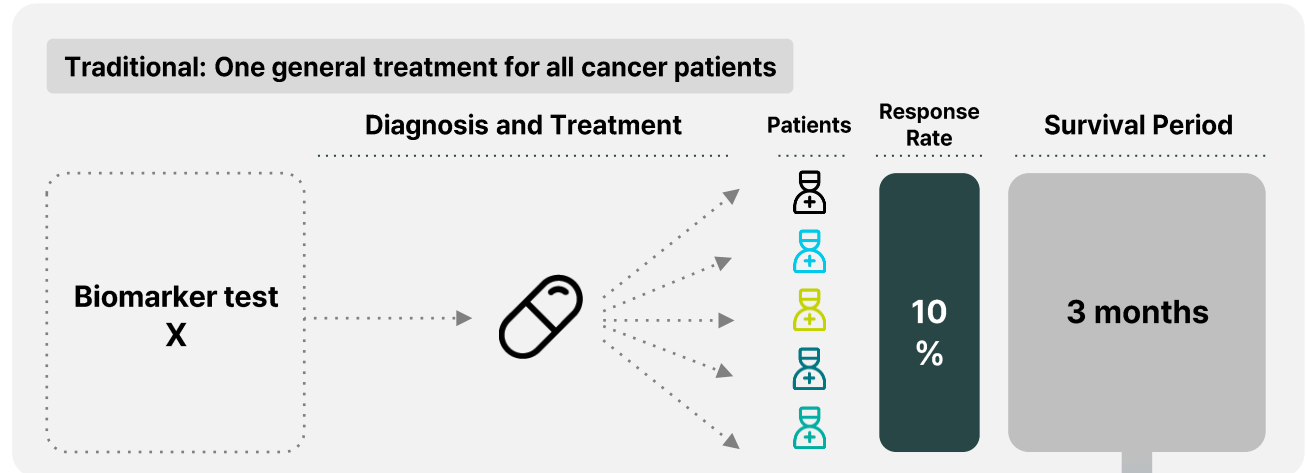 Traditional: One general treatment for all cancer patients
Diagnosis and Treatment
Patients
Response
Rate
Survival Period
Biomarker test
X
10
%
3 months